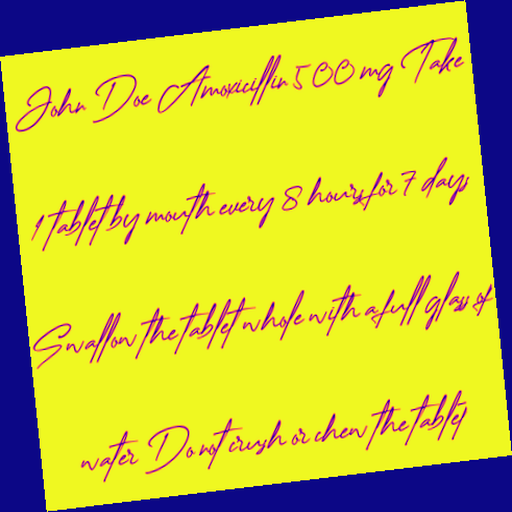 John Doe Amoxicillin 500 mg Take
1 tablet by mouth every 8 hours for 7 days
Swallow the tablet whole with a full glass of
water Do not crush or chew the tablet